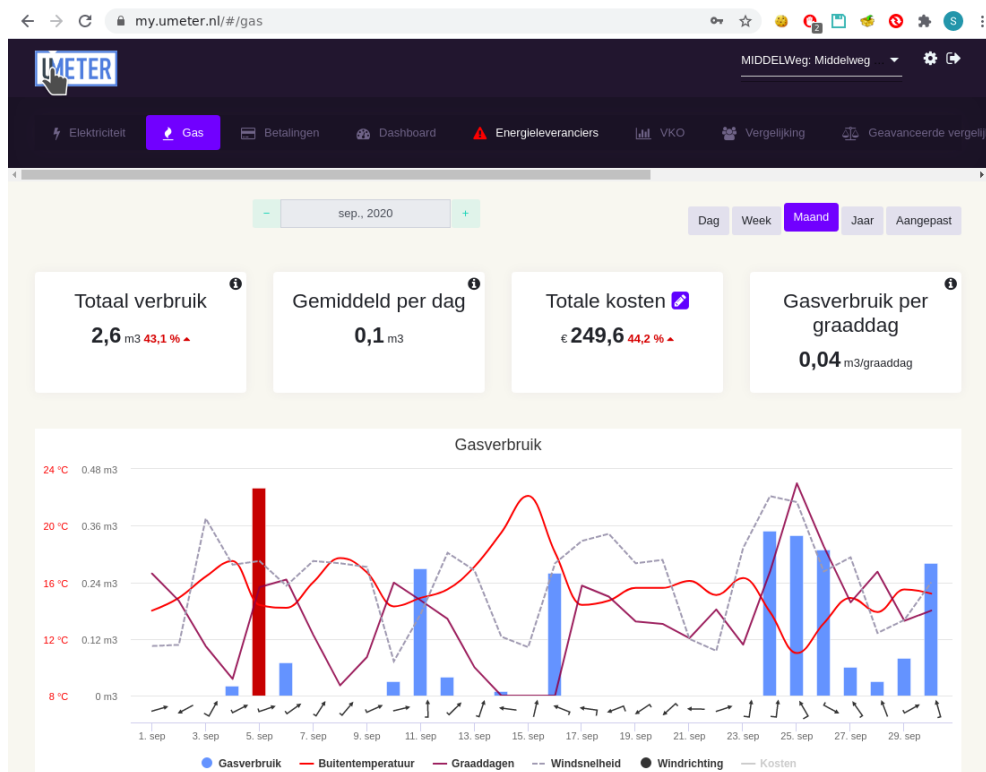 my.umeter.nl/#/gas
2
S
UMETER
MIDDELWeg: Middelweg
Elektriciteit Gas Betalingen Dashboard Energieleveranciers VKO Vergelijking Geavanceerde vergelij
− sep., 2020 +
Dag Week Maand Jaar Aangepast
Totaal verbruik
2,6 m3 43,1 %
Gemiddeld per dag
0,1 m3
Totale kosten
€ 249,6 44,2 %
Gasverbruik per
graaddag
0,04 m3/graaddag
Gasverbruik
24 °C 0.48 m3
20 °C 0.36 m3
16 °C 0.24 m3
12 °C 0.12 m3
8 °C 0 m3
1. sep 3. sep 5. sep 7. sep 9. sep 11. sep 13. sep 15. sep 17. sep 19. sep 21. sep 23. sep 25. sep 27. sep 29. sep
Gasverbruik Buitentemperatuur Graaddagen Windsnelheid Windrichting Kosten